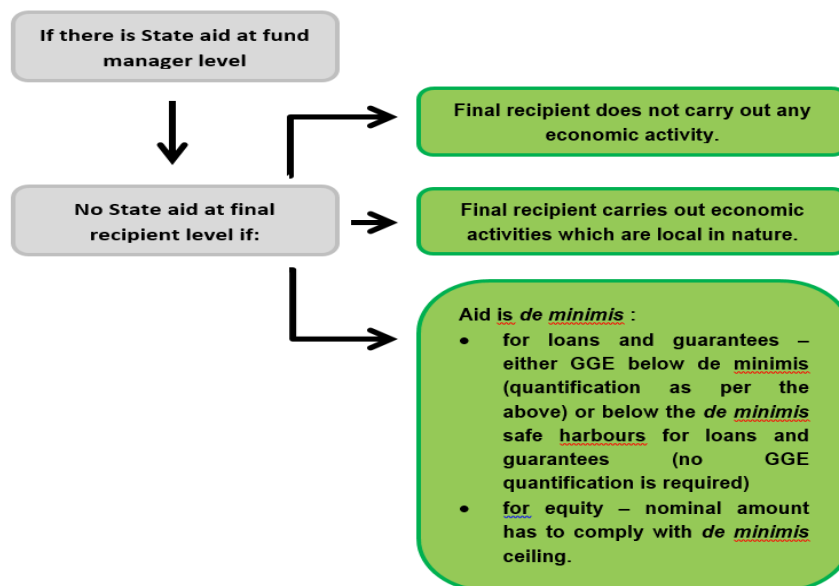 If there is State aid at fund
manager level
Final recipient does not carry out any
economic activity.
No State aid at final
recipient level if:
Final recipient carries out economic
activities which are local in nature.
Aid is de minimis :
• for loans and guarantees –
either GGE below de minimis
(quantification as per the
above) or below the de minimis
safe harbours for loans and
guarantees (no GGE
quantification is required)
• for equity – nominal amount
has to comply with de minimis
ceiling.